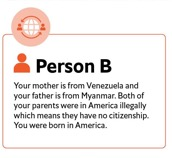 Person B
Your mother is from Venezuela and
your father is from Myanmar. Both of
your parents were in America illegally
which means they have no citizenship.
You were born in America.